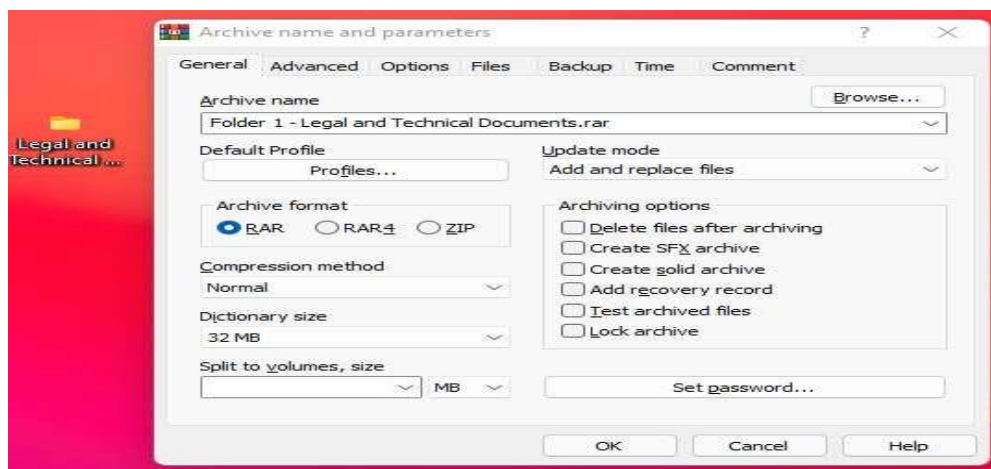 Archive name and parameters ? ×
General Advanced Options Files Backup Time Comment
Archive name
Browse...
Folder 1 - Legal and Technical Documents.rar
Legal and
Technical ...
Default Profile
Profiles...
Update mode
Add and replace files
Archive format
RAR RAR4 ZIP
Compression method
Normal
Dictionary size
32 MB
Split to volumes, size
MB
Archiving options
Delete files after archiving
Create SFX archive
Create solid archive
Add recovery record
Test archived files
Lock archive
Set password...
OK Cancel Help